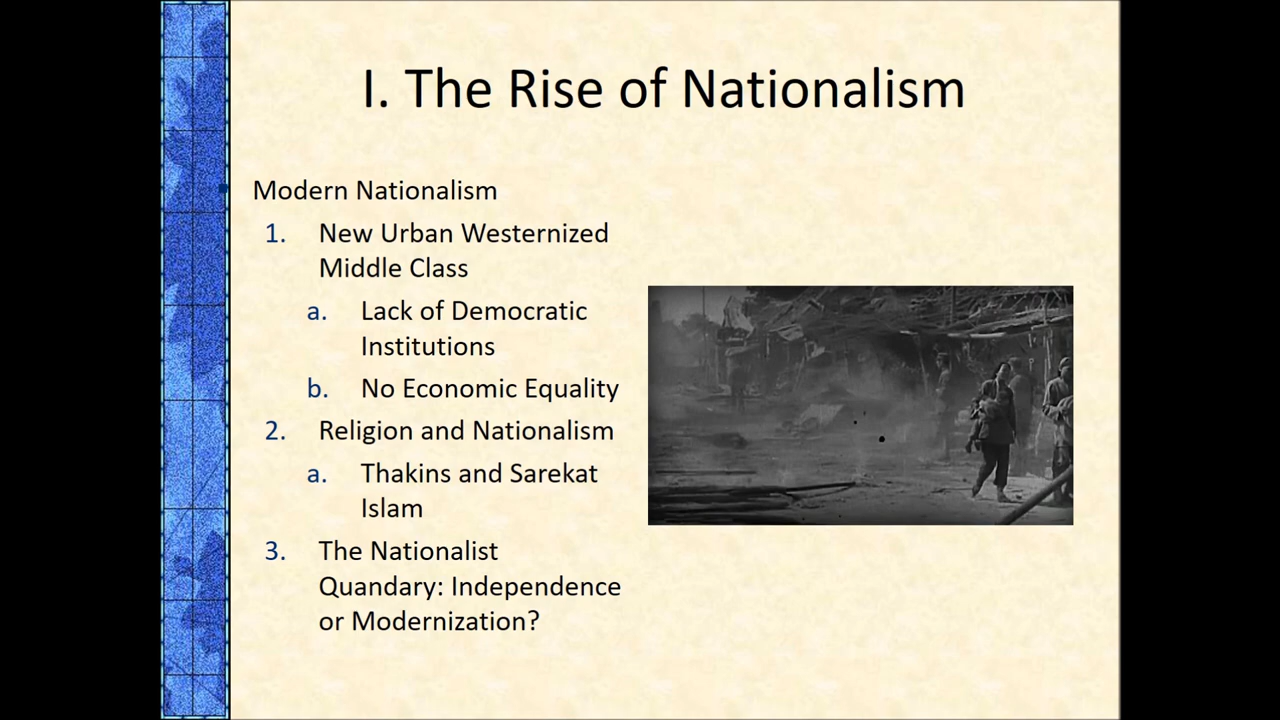 I. The Rise of Nationalism
Modern Nationalism
1. New Urban Westernized
Middle Class
a. Lack of Democratic
Institutions
b. No Economic Equality
2. Religion and Nationalism
a. Thakins and Sarekat
Islam
3. The Nationalist
Quandary: Independence
or Modernization?